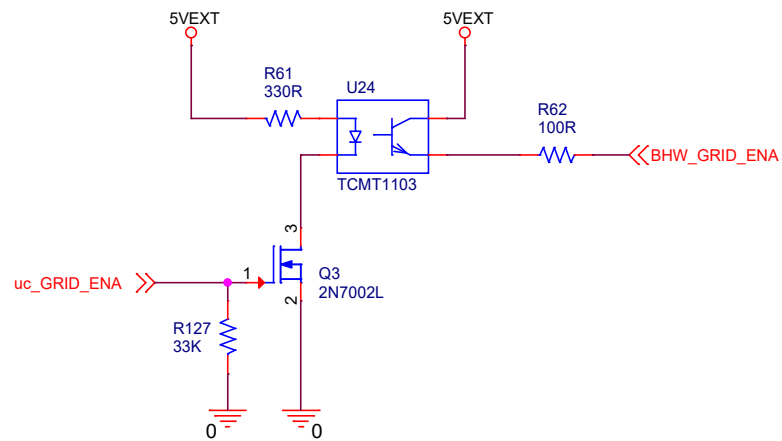 5VEXT
5VEXT
R61
330R
U24
R62
100R
BHW_GRID_ENA
TCMT1103
3
uc_GRID_ENA
1
Q3
2N7002L
2
R127
33K
0
0